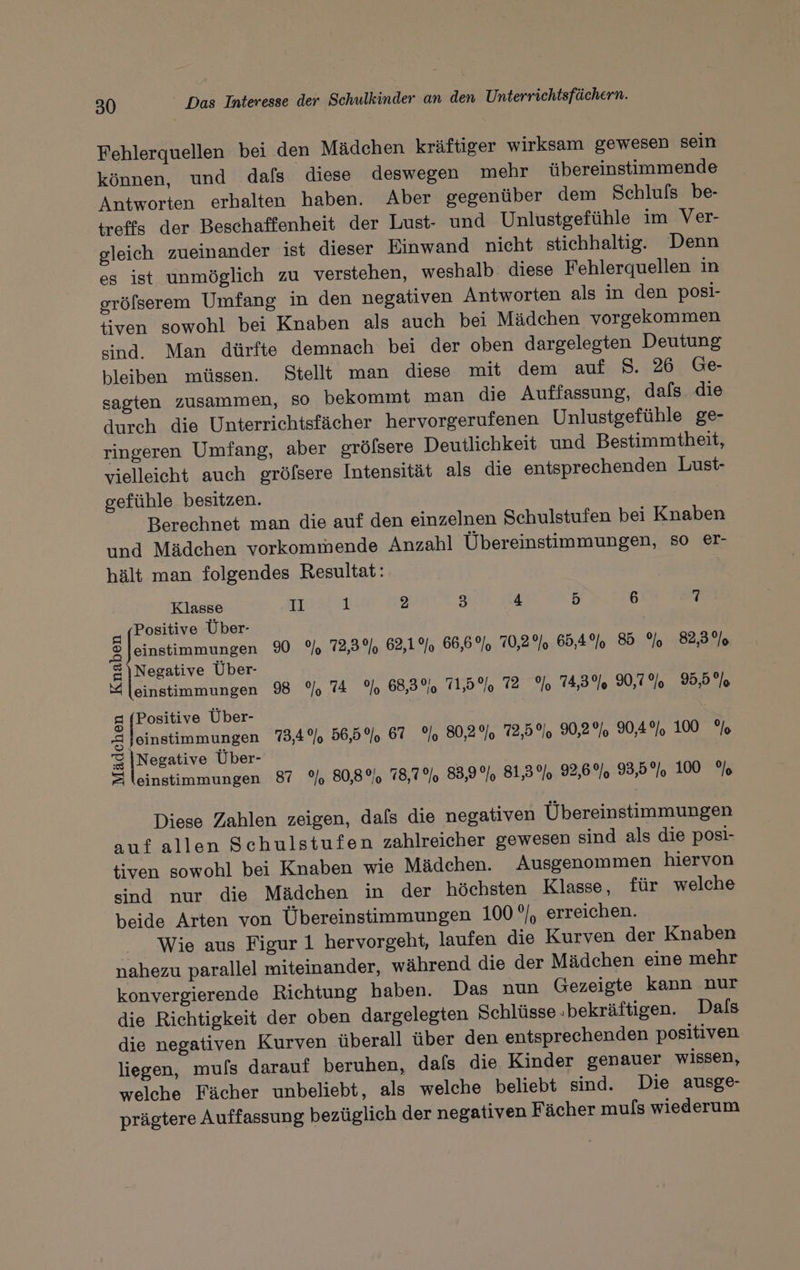 30 Das Interesse der Schulkinder an den Unterrichtsfächern.
Fehlerquellen bei den Mädchen kräftiger wirksam gewesen sein
können, und daſs diese deswegen mehr übereinstimmende
Antworten erhalten haben. Aber gegenüber dem Schluſs be-
treffs der Beschaffenheit der Lust- und Unlustgefühle im Ver-
gleich zueinander ist dieser Einwand nicht stichhaltig. Denn
es ist unmöglich zu verstehen, weshalb diese Fehlerquellen in
gröſserem Umfang in den negativen Antworten als in den posi-
tiven sowohl bei Knaben als auch bei Mädchen vorgekommen
sind. Man dürfte demnach bei der oben dargelegten Deutung
bleiben müssen. Stellt man diese mit dem auf S. 26 Ge-
sagten zusammen, so bekommt man die Auffassung, daſs die
durch die Unterrichtsfächer hervorgerufenen Unlustgefühle ge-
ringeren Umfang, aber gröſsere Deutlichkeit und Bestimmtheit,
vielleicht auch gröſsere Intensität als die entsprechenden Lust-
gefühle besitzen.
Berechnet man die auf den einzelnen Schulstufen bei Knaben
und Mädchen vorkommende Anzahl Übereinstimmungen, so er-
hält man folgendes Resultat:
Klasse II 1 2 3 4 5 6 7
Knaben
Positive Über-
einstimmungen 90 % 72,3% 62,1% 66,6% 70,2% 65,4% 85 % 82,3%
Negative Über-
einstimmungen 98 % 74 % 68,3% 71,5% 72 % 74,3% 90,7% 95,5%
Mädchen
Positive Über-
einstimmungen 73,4% 56,5% 67 % 80,2% 72,5% 90,2% 90,4% 100 %
Negative Über-
einstimmungen 87 % 80,8% 78,7% 83,9% 81,3% 92,6% 93,5% 100 %
Diese Zahlen zeigen, daſs die negativen Übereinstimmungen
auf allen Schulstufen zahlreicher gewesen sind als die posi-
tiven sowohl bei Knaben wie Mädchen. Ausgenommen hiervon
sind nur die Mädchen in der höchsten Klasse, für welche
beide Arten von Übereinstimmungen 100% erreichen.
Wie aus Figur 1 hervorgeht, laufen die Kurven der Knaben
nahezu parallel miteinander, während die der Mädchen eine mehr
konvergierende Richtung haben. Das nun Gezeigte kann nur
die Richtigkeit der oben dargelegten Schlüsse bekräftigen. Daſs
die negativen Kurven überall über den entsprechenden positiven
liegen, muſs darauf beruhen, daſs die Kinder genauer wissen,
welche Fächer unbeliebt, als welche beliebt sind. Die ausge-
prägtere Auffassung bezüglich der negativen Fächer muſs wiederum